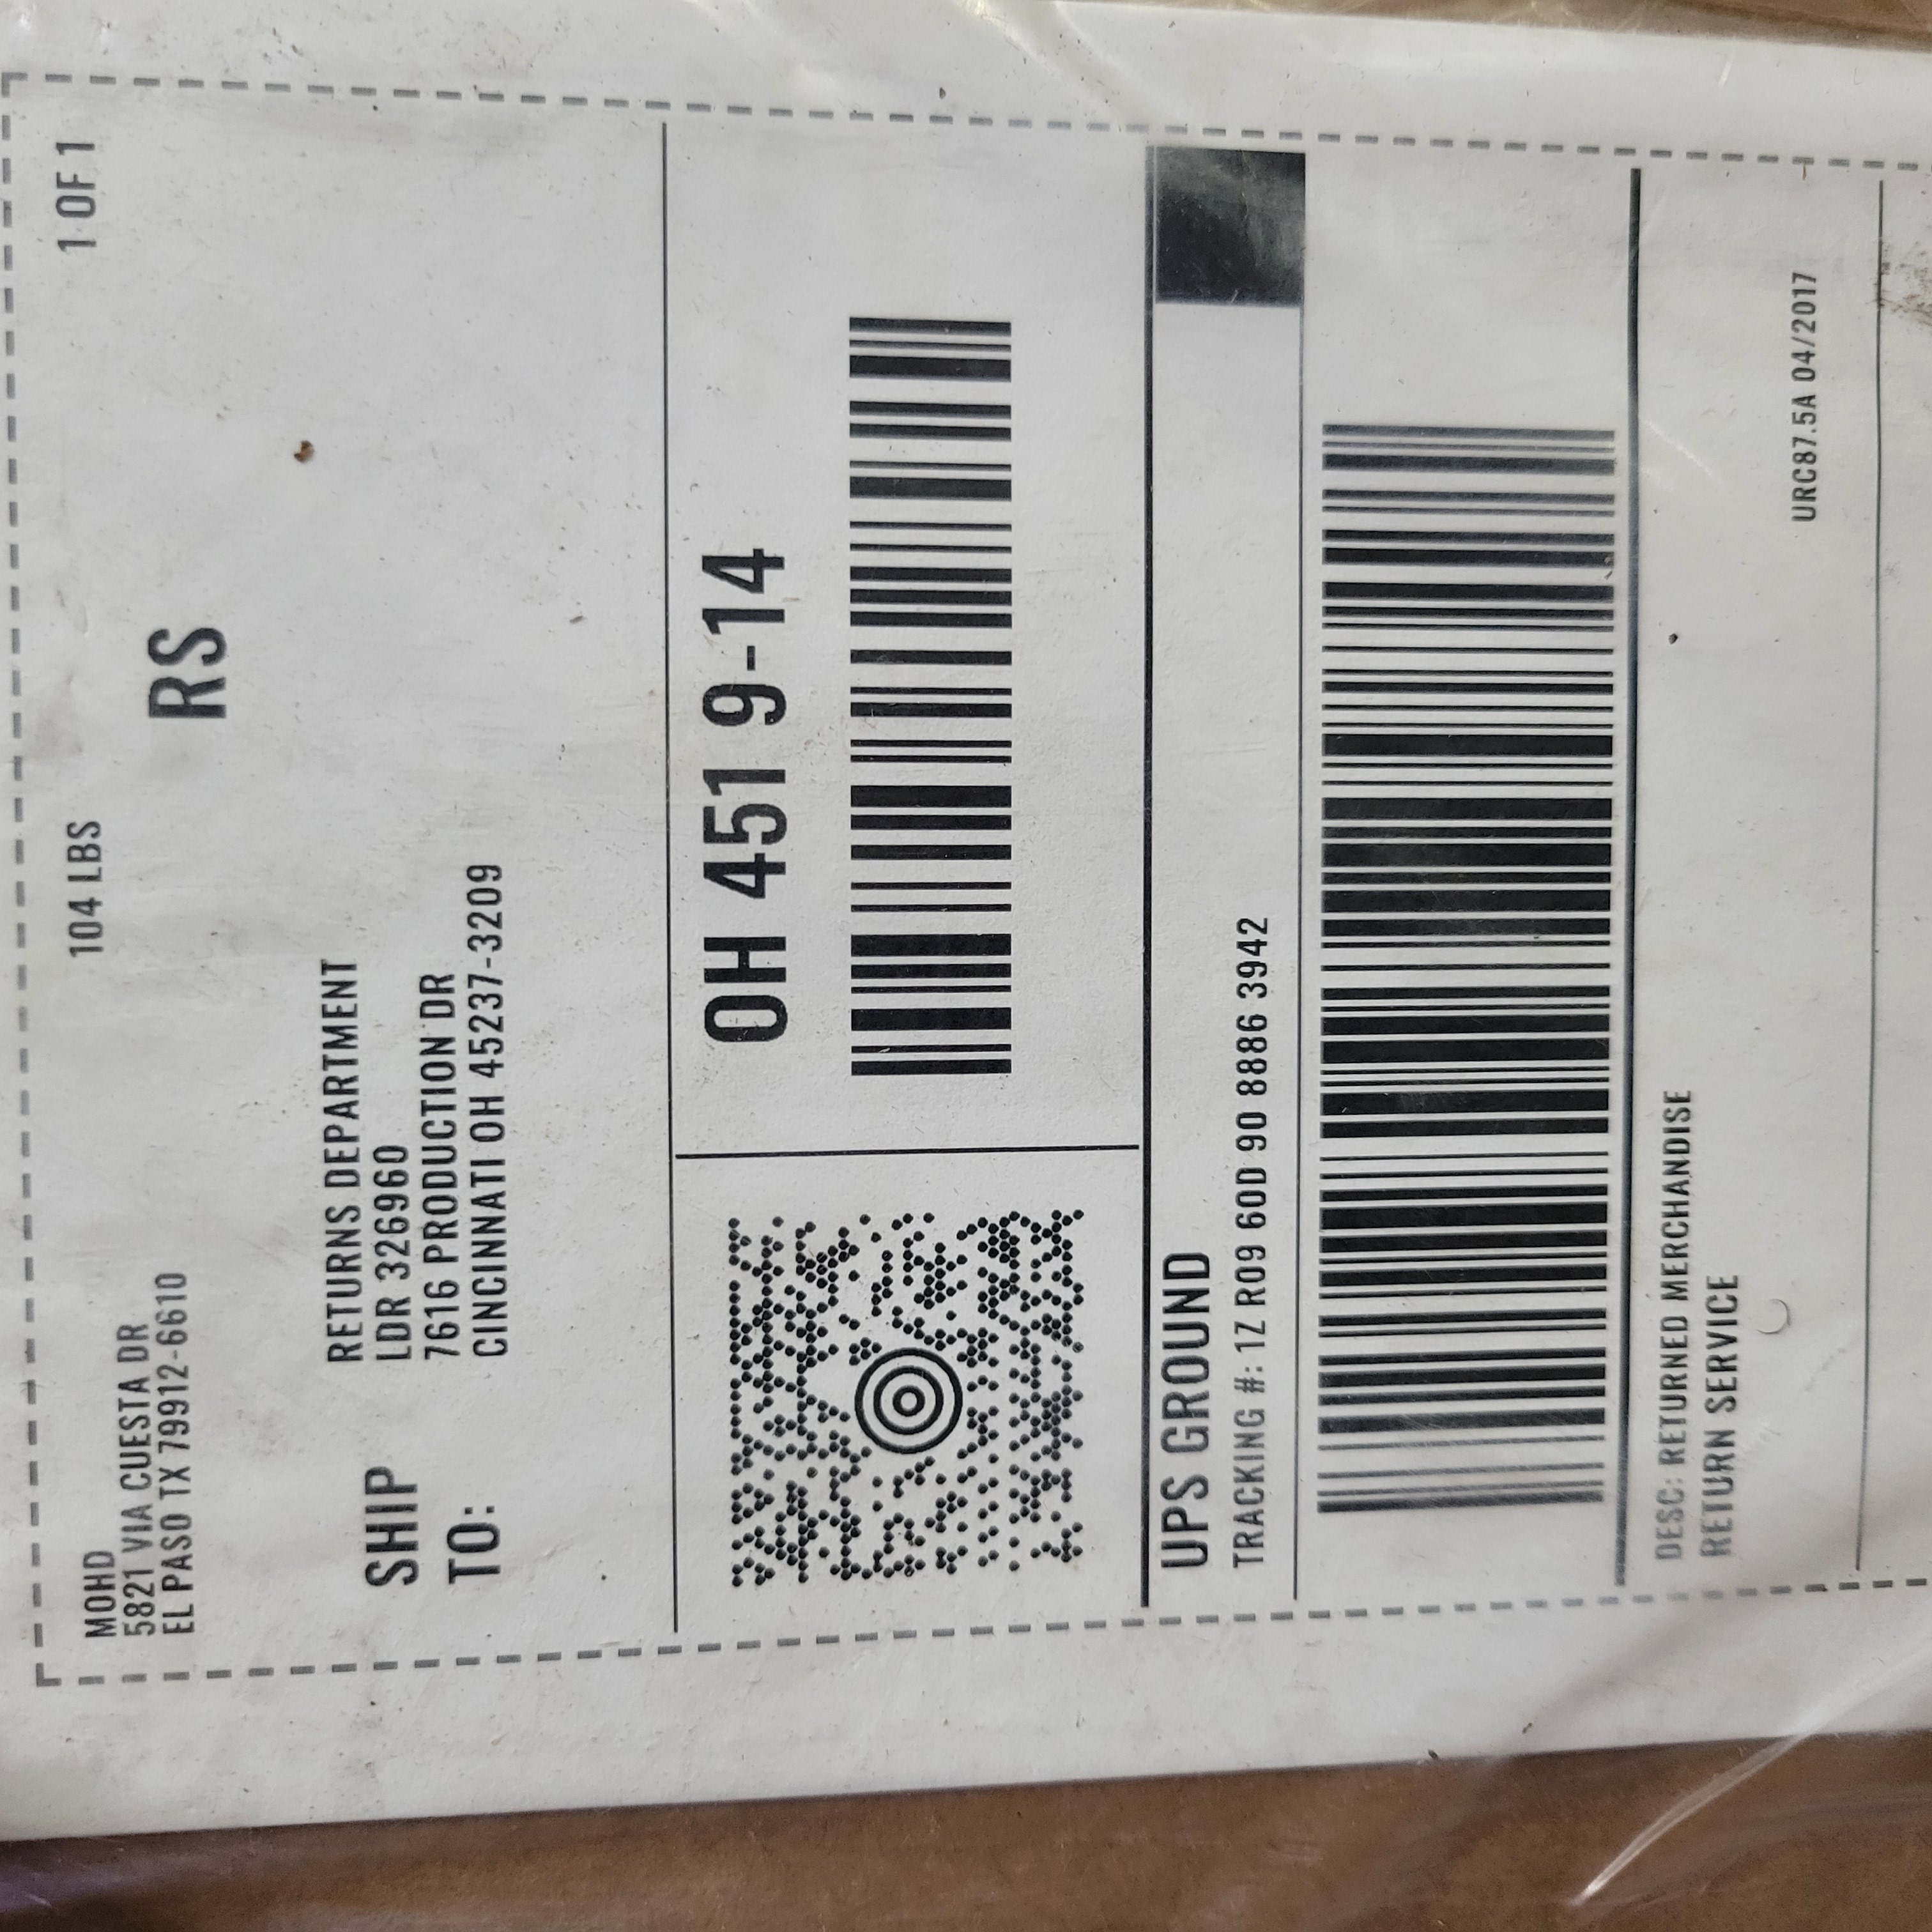 MOHD
5821 VIA CUESTA DR
EL PASO TX 79912-6610
104 LBS
1 OF 1
RS
SHIP
TO:
RETURNS DEPARTMENT
LDR 326960
7616 PRODUCTION DR
CINCINNATI OH 45237-3209
OH 451 9-14
UPS GROUND
TRACKING #: 1Z R09 60D 90 8886 3942
DESC: RETURNED MERCHANDISE
RETURN SERVICE
URC87.5A 04/2017